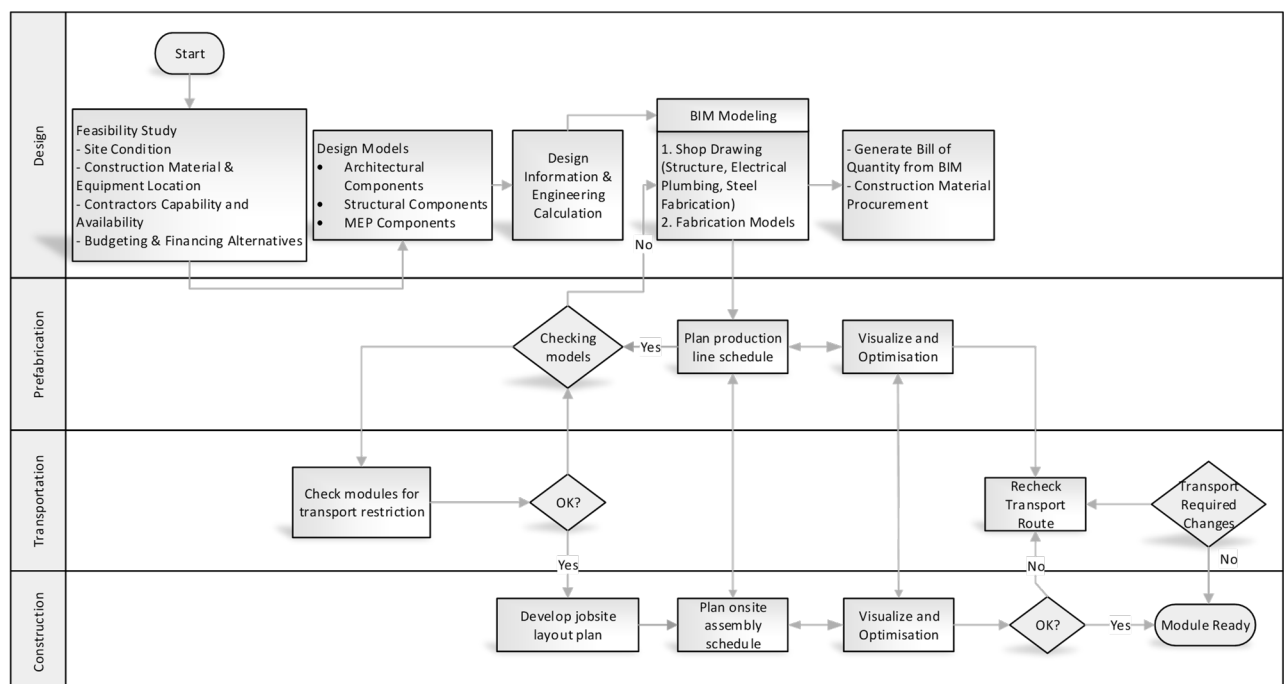 Design
Start
Feasibility Study
- Site Condition
- Construction Material &
Equipment Location
- Contractors Capability and
Availability
- Budgeting & Financing Alternatives
Design Models
• Architectural
Components
• Structural Components
• MEP Components
Design
Information &
Engineering
Calculation
BIM Modeling
1. Shop Drawing
(Structure, Electrical
Plumbing, Steel
Fabrication)
2. Fabrication Models
- Generate Bill of
Quantity from BIM
- Construction Material
Procurement
No
Prefabrication
Checking
models
Yes
Plan production
line schedule
Visualize and
Optimisation
Transportation
Check modules for
transport restriction
OK?
Yes
Recheck
Transport
Route
Transport
Required
Changes
No
No
Construction
Develop jobsite
layout plan
Plan onsite
assembly
schedule
Visualize and
Optimisation
OK?
Yes
Module Ready